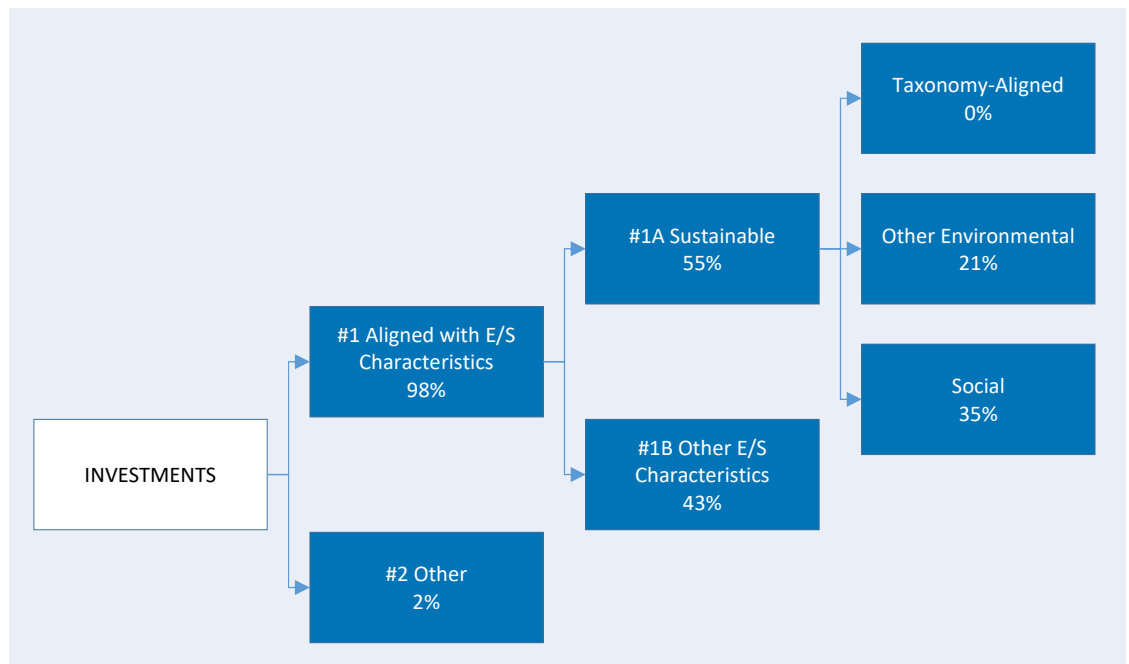 INVESTMENTS
#1 Aligned with E/S
Characteristics
98%
#2 Other
2%
#1A Sustainable
55%
#1B Other E/S
Characteristics
43%
Taxonomy-Aligned
0%
Other Environmental
21%
Social
35%